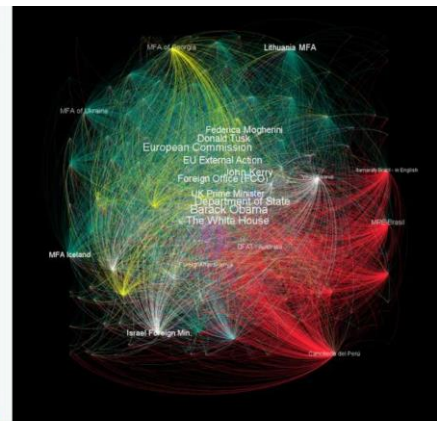 MFA of Georgia
Lithuania MFA
MFA of Ukraine
Federica Mogherini
Donald Tusk
European Commission
EU External Action
John Kerry
Foreign Office (FCO)
UK Prime Minister
Department of State
Barack Obama
The White House
MRE Brasil
MFA Iceland
Israel Foreign Min.
Cancillería del Perú